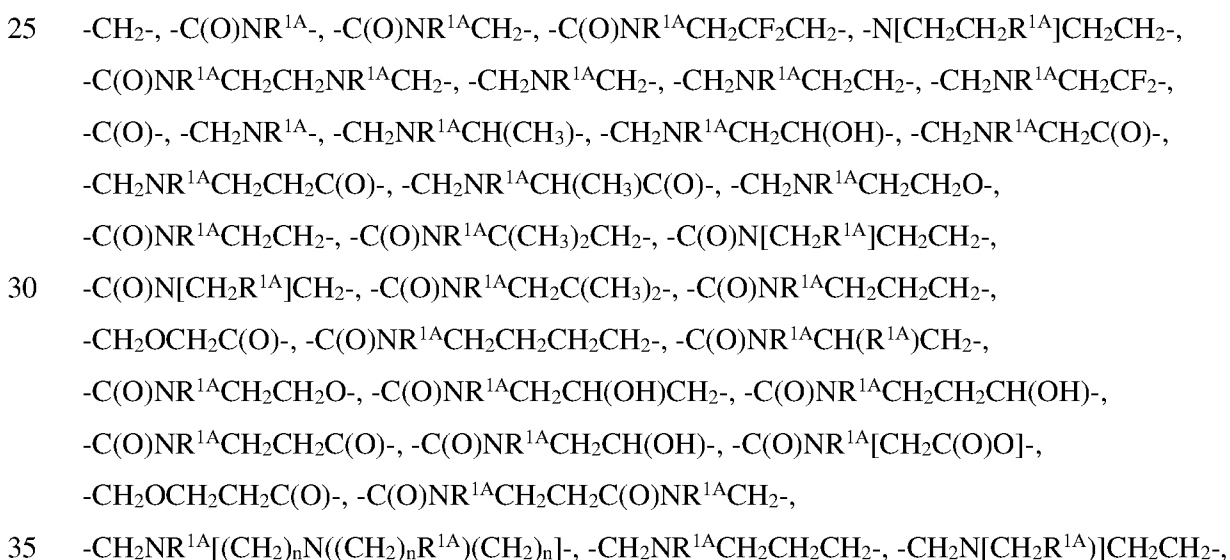 25 -CH₂-, -C(O)NR¹ᴬ-, -C(O)NR¹ᴬCH₂-, -C(O)NR¹ᴬCH₂CF₂CH₂-, -N[CH₂CH₂R¹ᴬ]CH₂CH₂-,
-C(O)NR¹ᴬCH₂CH₂NR¹ᴬCH₂-, -CH₂NR¹ᴬCH₂-, -CH₂NR¹ᴬCH₂CH₂-, -CH₂NR¹ᴬCH₂CF₂-,
-C(O)-, -CH₂NR¹ᴬ-, -CH₂NR¹ᴬCH(CH₃)-, -CH₂NR¹ᴬCH₂CH(OH)-, -CH₂NR¹ᴬCH₂C(O)-,
-CH₂NR¹ᴬCH₂CH₂C(O)-, -CH₂NR¹ᴬCH(CH₃)C(O)-, -CH₂NR¹ᴬCH₂CH₂O-,
-C(O)NR¹ᴬCH₂CH₂-, -C(O)NR¹ᴬC(CH₃)₂CH₂-, -C(O)N[CH₂R¹ᴬ]CH₂CH₂-,
30 -C(O)N[CH₂R¹ᴬ]CH₂-, -C(O)NR¹ᴬCH₂C(CH₃)₂-, -C(O)NR¹ᴬCH₂CH₂CH₂-,
-CH₂OCH₂C(O)-, -C(O)NR¹ᴬCH₂CH₂CH₂CH₂-, -C(O)NR¹ᴬCH(R¹ᴬ)CH₂-,
-C(O)NR¹ᴬCH₂CH₂O-, -C(O)NR¹ᴬCH₂CH(OH)CH₂-, -C(O)NR¹ᴬCH₂CH₂CH(OH)-,
-C(O)NR¹ᴬCH₂CH₂C(O)-, -C(O)NR¹ᴬCH₂CH(OH)-, -C(O)NR¹ᴬ[CH₂C(O)O]-,
-CH₂OCH₂CH₂C(O)-, -C(O)NR¹ᴬCH₂CH₂C(O)NR¹ᴬCH₂-,
35 -CH₂NR¹ᴬ[(CH₂)ₙN((CH₂)ₙR¹ᴬ)(CH₂)ₙ]-, -CH₂NR¹ᴬCH₂CH₂CH₂-, -CH₂N[CH₂R¹ᴬ)]CH₂CH₂-